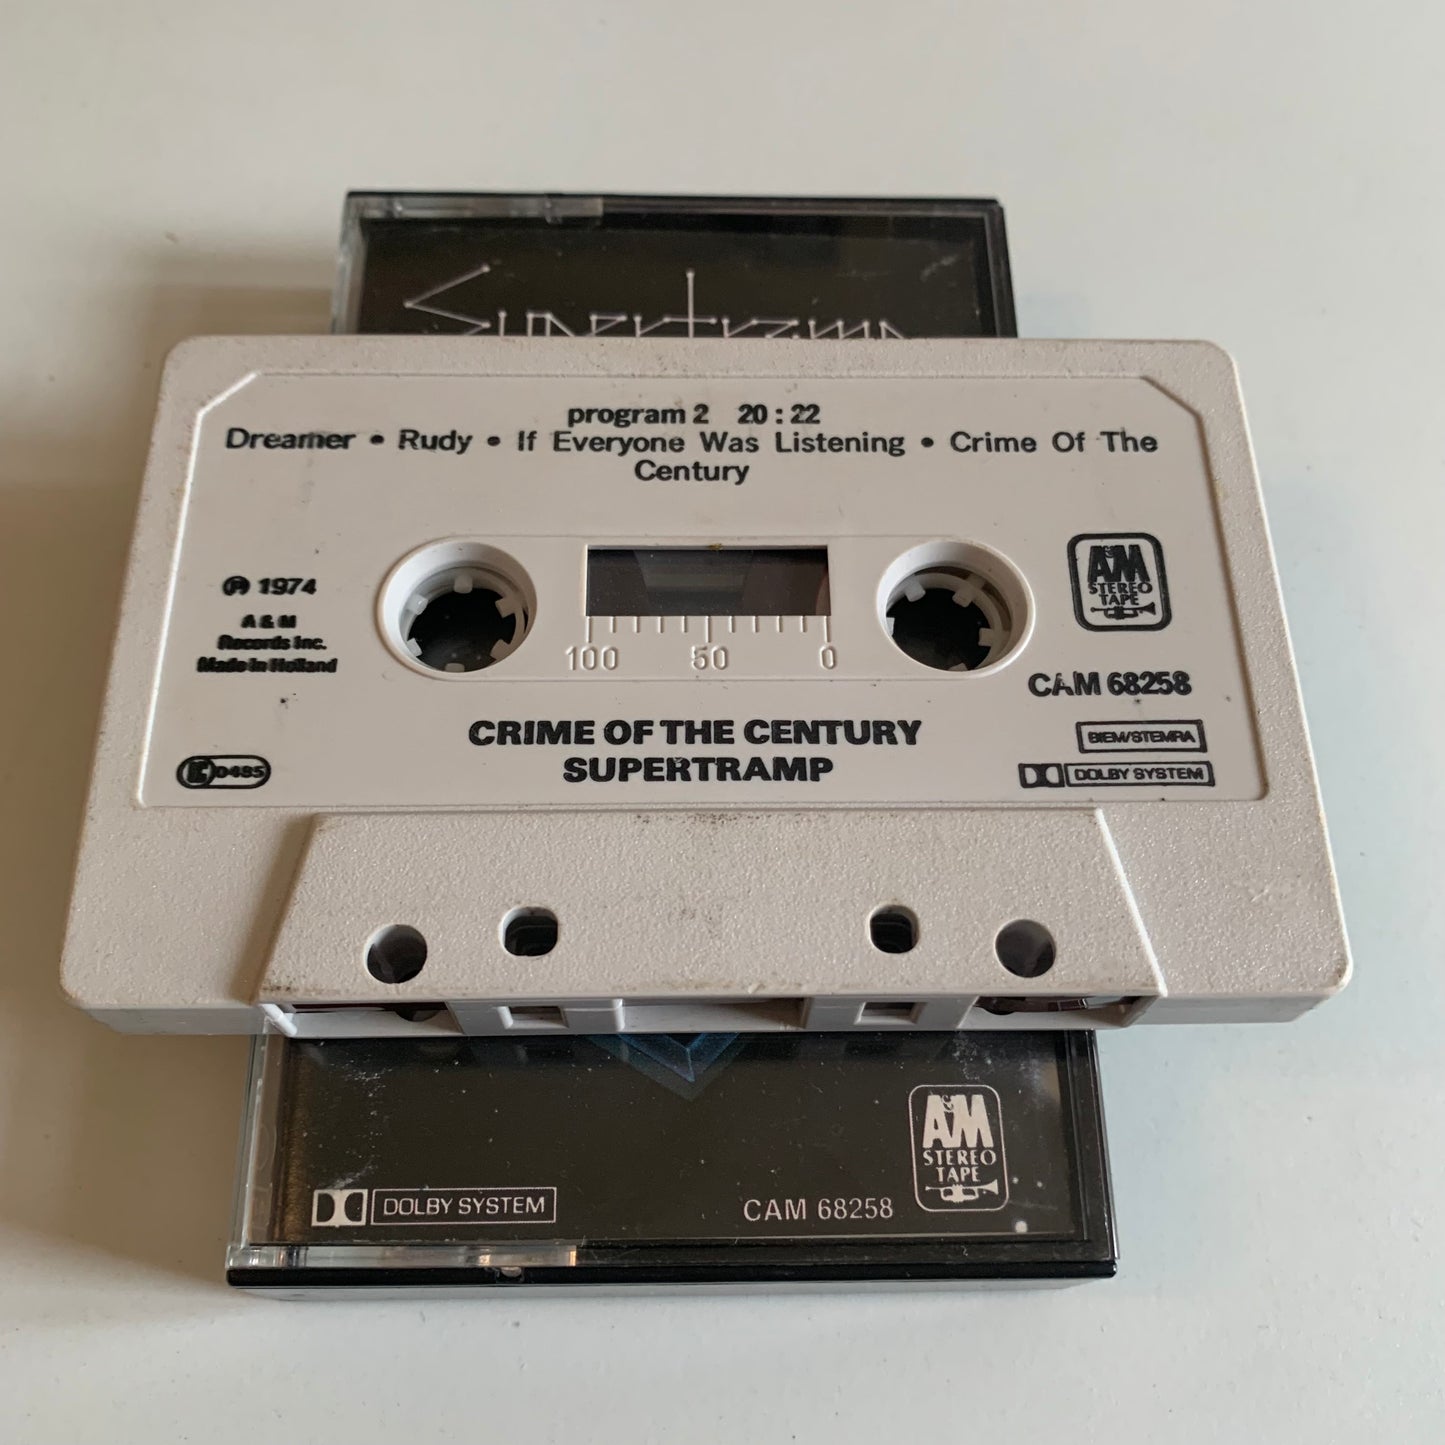 Supertramp
program 2 20 : 22
Dreamer • Rudy • If Everyone Was Listening • Crime Of The
Century
℗ 1974
A & M
Records Inc.
Made in Holland
A&M
STEREO
TAPE
100 50 0
CAM 68258
CRIME OF THE CENTURY
SUPERTRAMP
BIEM/STEMRA
0485
DOLBY SYSTEM
A&M
STEREO
TAPE
DOLBY SYSTEM
CAM 68258